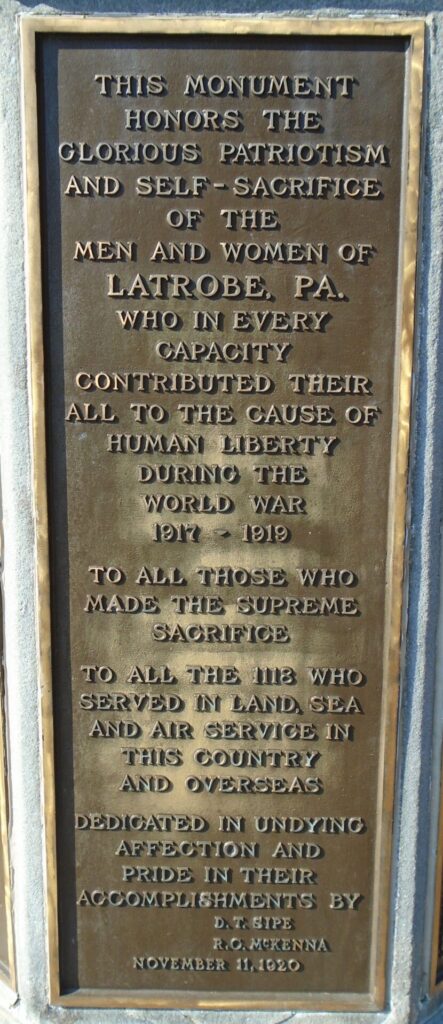 THIS MONUMENT
HONORS THE
GLORIOUS PATRIOTISM
AND SELF-SACRIFICE
OF THE
MEN AND WOMEN OF
LATROBE, PA.
WHO IN EVERY
CAPACITY
CONTRIBUTED THEIR
ALL TO THE CAUSE OF
HUMAN LIBERTY
DURING THE
WORLD WAR
1917 - 1919
TO ALL THOSE WHO
MADE THE SUPREME
SACRIFICE
TO ALL THE 1118 WHO
SERVED IN LAND, SEA
AND AIR SERVICE IN
THIS COUNTRY
AND OVERSEAS
DEDICATED IN UNDYING
AFFECTION AND
PRIDE IN THEIR
ACCOMPLISHMENTS BY
D. T. SIPE
R. C. McKENNA
NOVEMBER 11, 1920